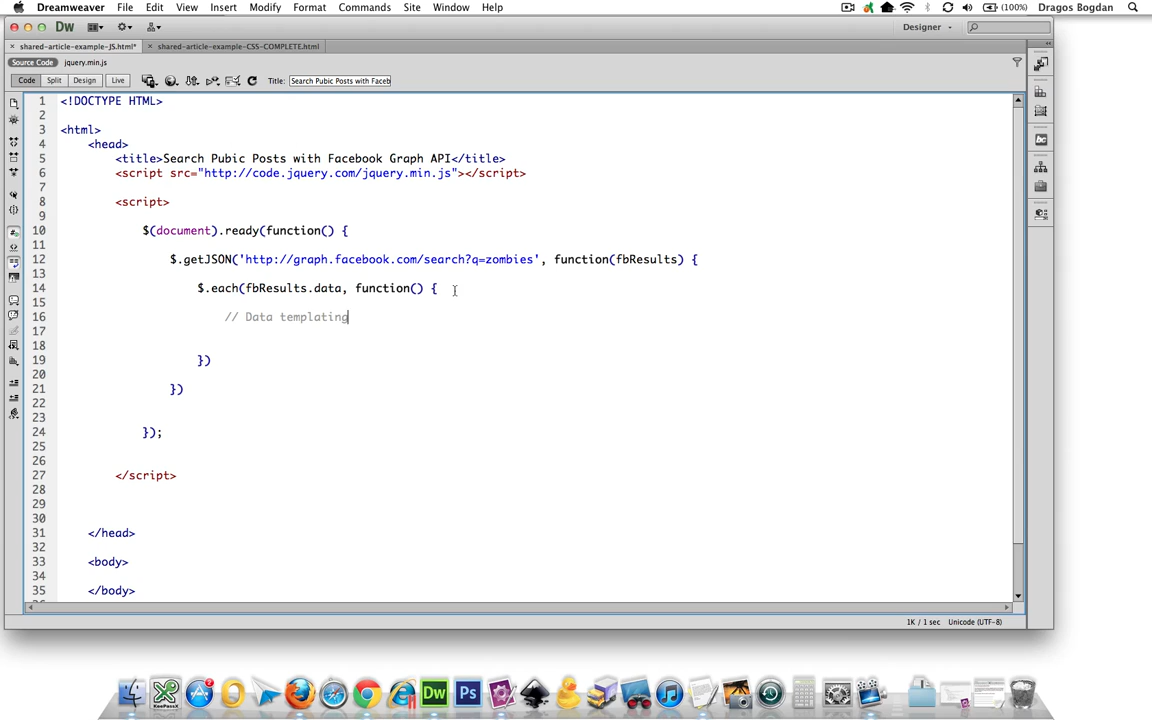 Dreamweaver File Edit View Insert Modify Format Commands Site Window Help (100%) Dragos Bogdan
Dw Designer
shared-article-example-JS.html* shared-article-example-CSS-COMPLETE.html
Source Code jquery.min.js
Code Split Design Live Title: Search Pubic Posts with Faceb
1 <!DOCTYPE HTML>
2
3 <html>
4 <head>
5 <title>Search Pubic Posts with Facebook Graph API</title>
6 <script src="http://code.jquery.com/jquery.min.js"></script>
7
8 <script>
9
10 $(document).ready(function() {
11
12 $.getJSON('http://graph.facebook.com/search?q=zombies', function(fbResults) {
13
14 $.each(fbResults.data, function() {
15
16 // Data templating
17
18
19 })
20
21 })
22
23
24 });
25
26
27 </script>
28
29
30
31 </head>
32
33 <body>
34
35 </body>
1K / 1 sec Unicode (UTF-8)
KeePassX 2 Dw Ps